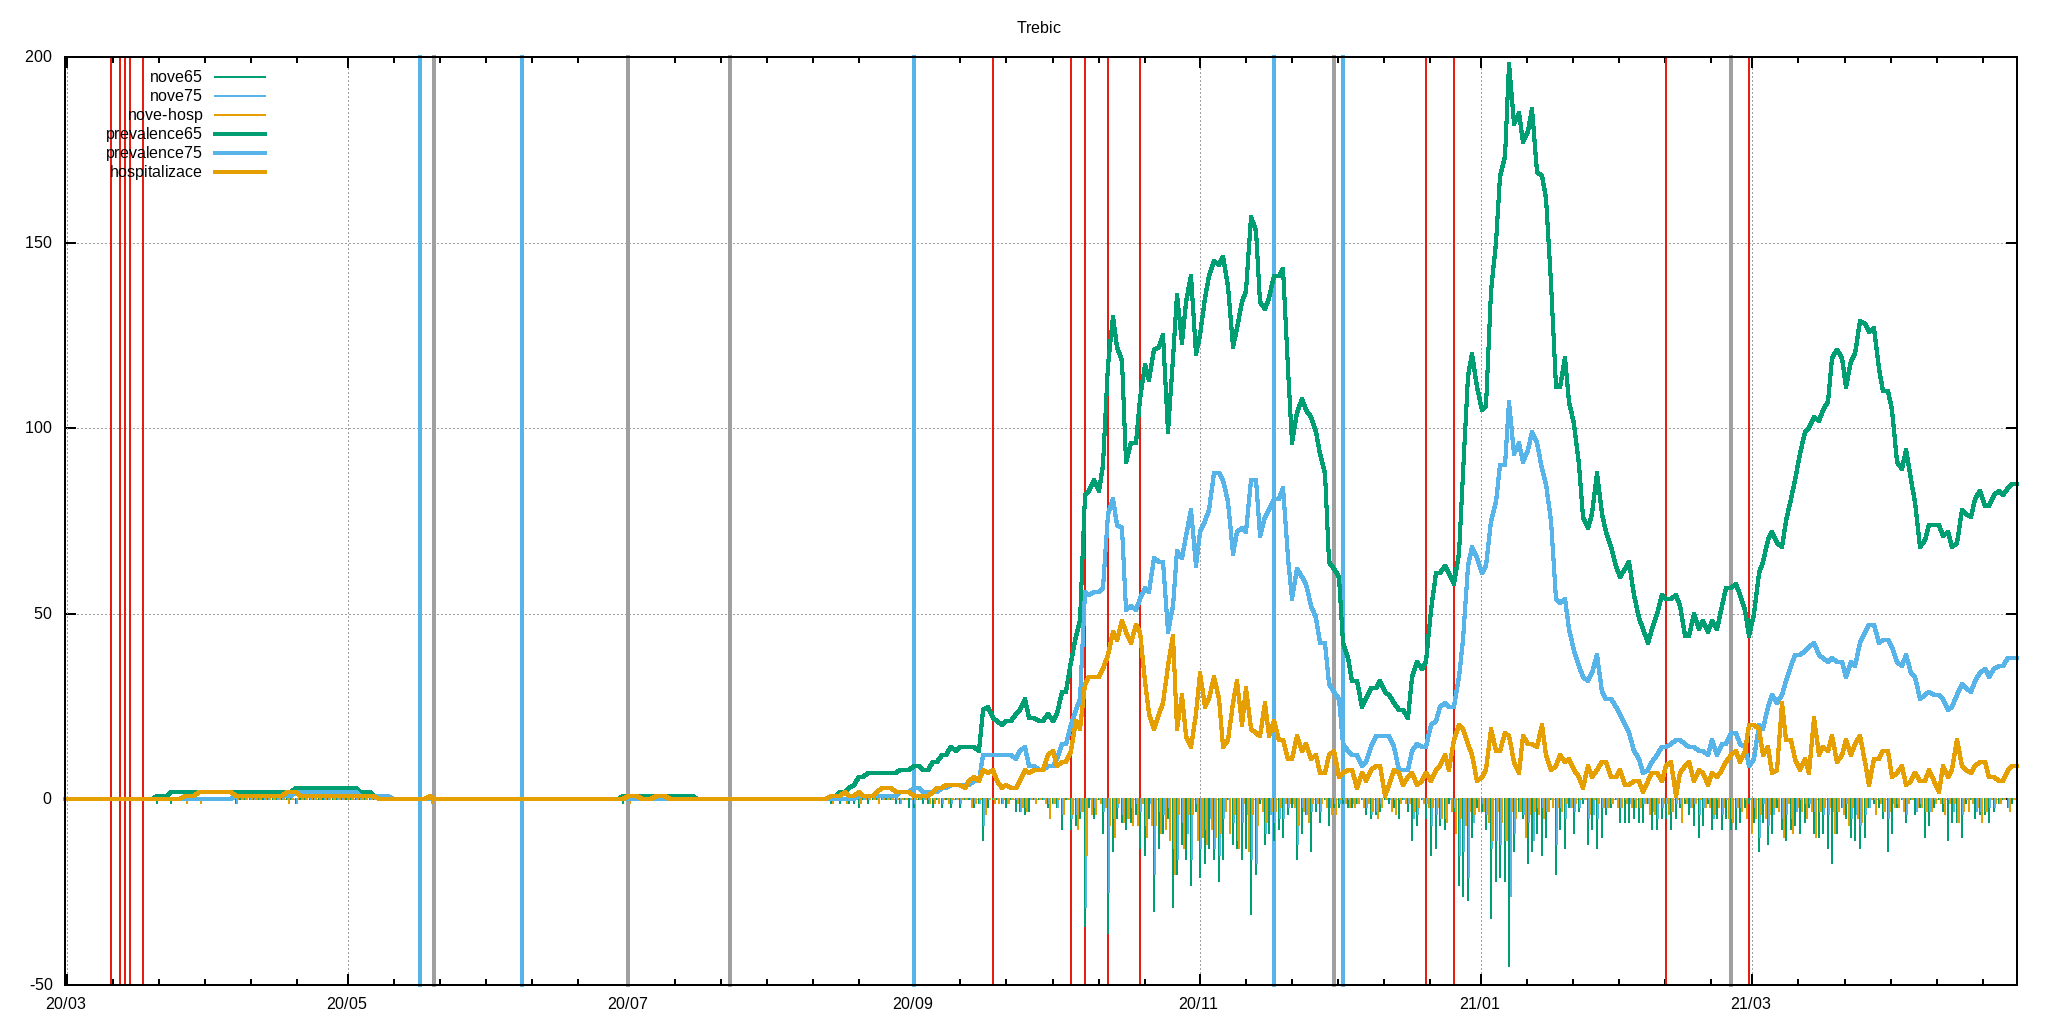 Trebic
200
150
100
50
0
-50
nove65
nove75
nove-hosp
prevalence65
prevalence75
hospitalizace
20/03 20/05 20/07 20/09 20/11 21/01 21/03